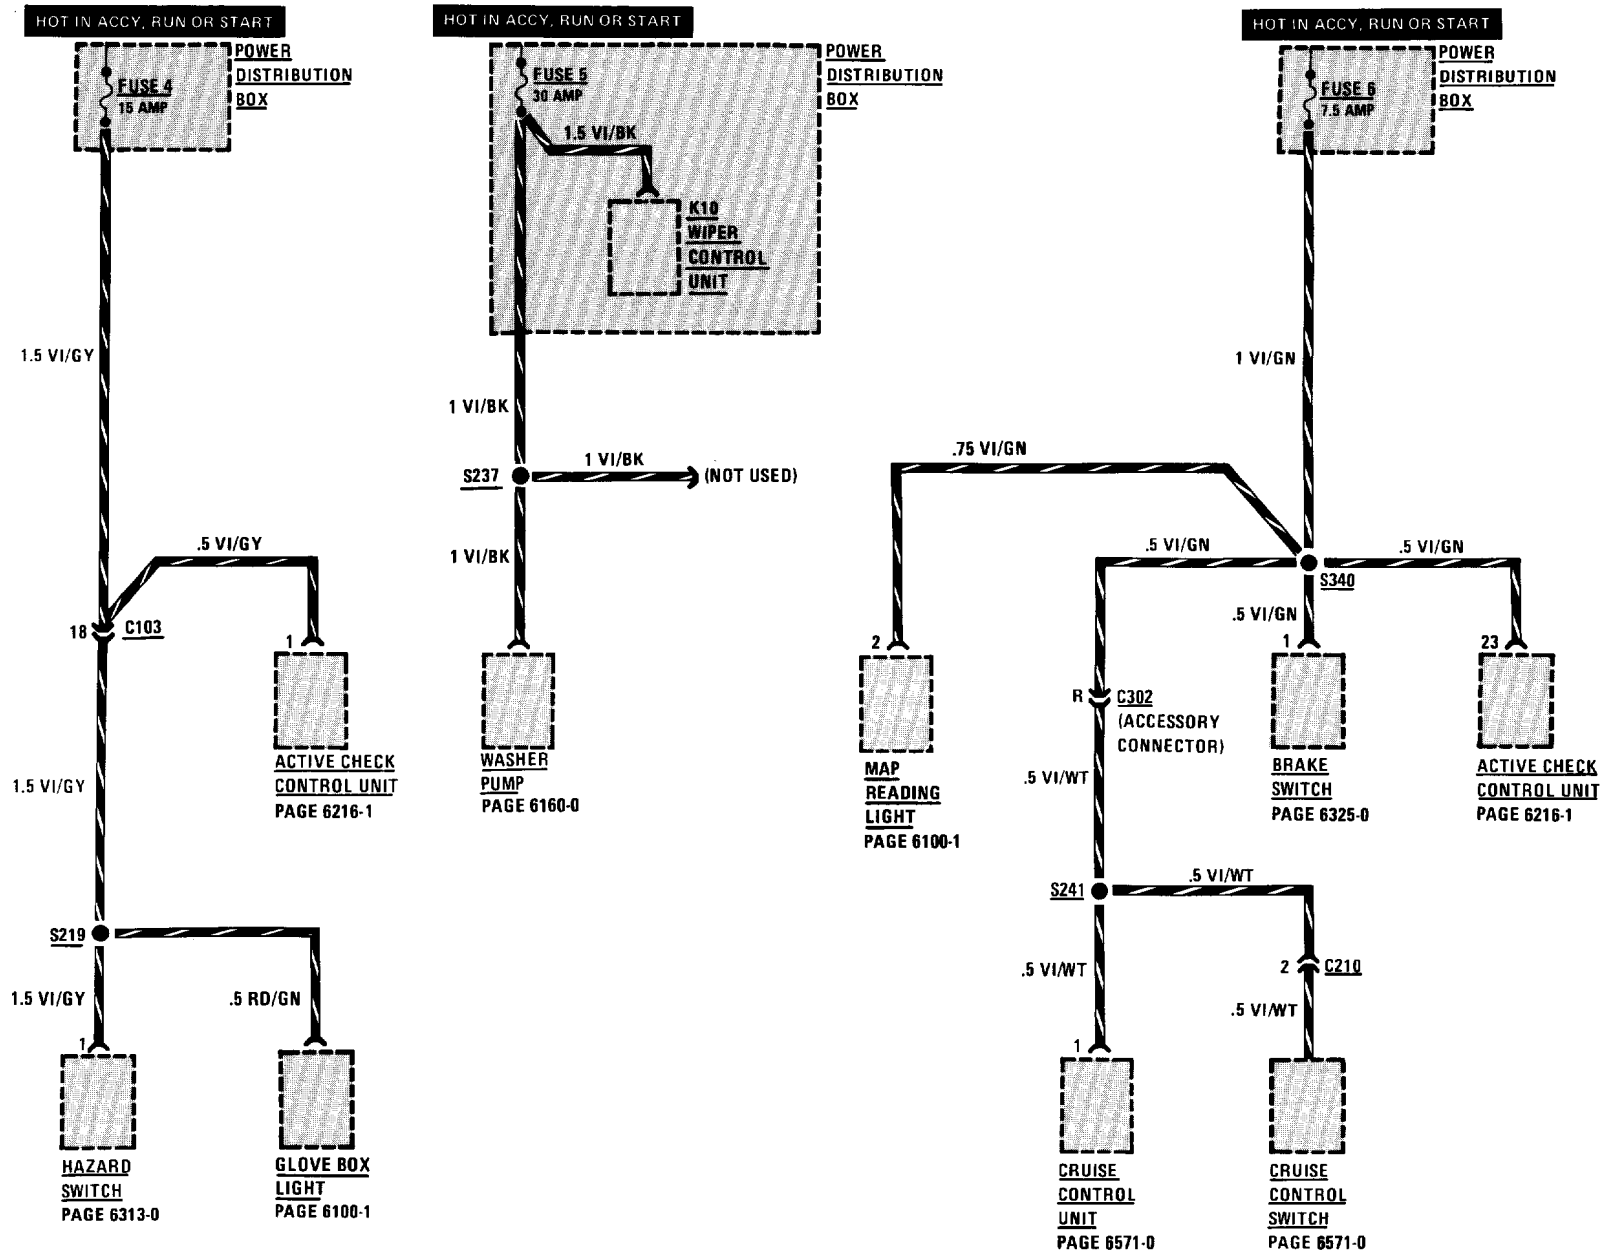 HOT IN ACCY, RUN OR START
POWER
DISTRIBUTION
BOX
FUSE 4
15 AMP
1.5 VI/GY
.5 VI/GY
18
C103
1
ACTIVE CHECK
CONTROL UNIT
PAGE 6216-1
1.5 VI/GY
S219
1.5 VI/GY
.5 RD/GN
1
HAZARD
SWITCH
PAGE 6313-0
GLOVE BOX
LIGHT
PAGE 6100-1
HOT IN ACCY, RUN OR START
POWER
DISTRIBUTION
BOX
FUSE 5
30 AMP
1.5 VI/BK
K10
WIPER
CONTROL
UNIT
1 VI/BK
S237
1 VI/BK
(NOT USED)
1 VI/BK
WASHER
PUMP
PAGE 6160-0
HOT IN ACCY, RUN OR START
POWER
DISTRIBUTION
BOX
FUSE 6
7.5 AMP
1 VI/GN
.75 VI/GN
.5 VI/GN
.5 VI/GN
S340
.5 VI/GN
2
1
23
MAP
READING
LIGHT
PAGE 6100-1
R
C302
(ACCESSORY
CONNECTOR)
BRAKE
SWITCH
PAGE 6325-0
ACTIVE CHECK
CONTROL UNIT
PAGE 6216-1
.5 VI/WT
S241
.5 VI/WT
.5 VI/WT
2
C210
.5 VI/WT
1
CRUISE
CONTROL
UNIT
PAGE 6571-0
CRUISE
CONTROL
SWITCH
PAGE 6571-0